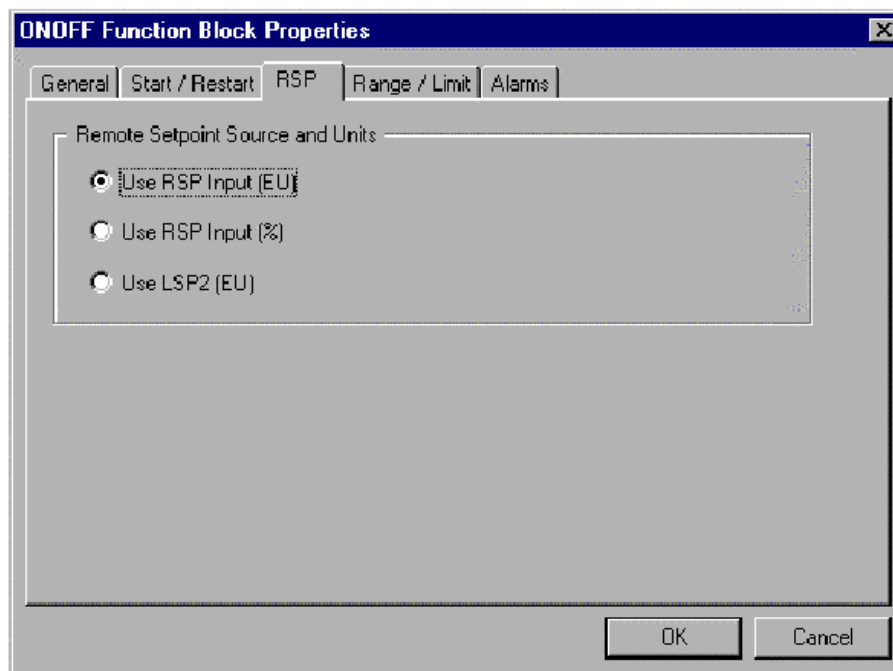 ONOFF Function Block Properties
General Start / Restart RSP Range / Limit Alarms
Remote Setpoint Source and Units
Use RSP Input (EU)
Use RSP Input (%)
Use LSP2 (EU)
OK Cancel